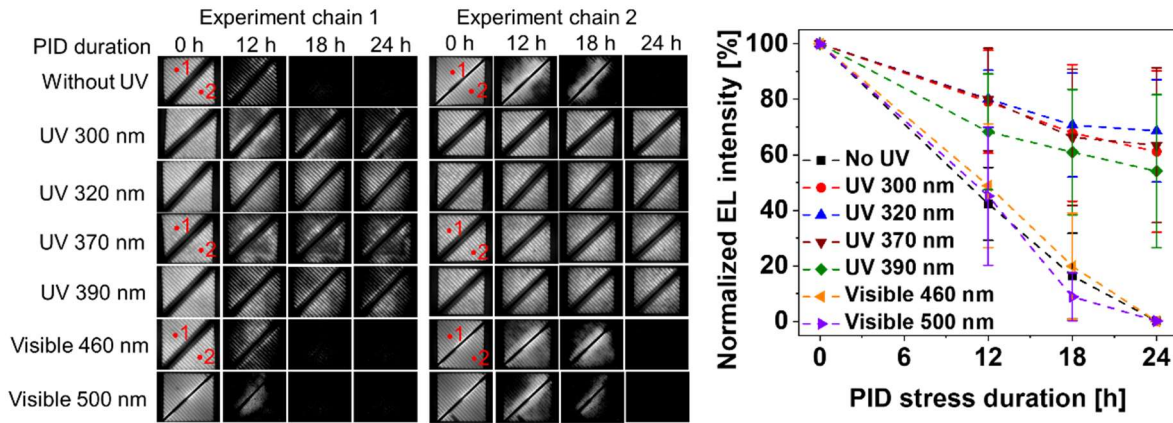 Experiment chain 1 Experiment chain 2
PID duration 0 h 12 h 18 h 24 h 0 h 12 h 18 h 24 h
Without UV 1 2 1 2
UV 300 nm
UV 320 nm
UV 370 nm 1 2 1 2
UV 390 nm
Visible 460 nm 1 2 1 2
Visible 500 nm
Normalized EL intensity [%]
100
80
60
40
20
0
No UV
UV 300 nm
UV 320 nm
UV 370 nm
UV 390 nm
Visible 460 nm
Visible 500 nm
0 6 12 18 24
PID stress duration [h]